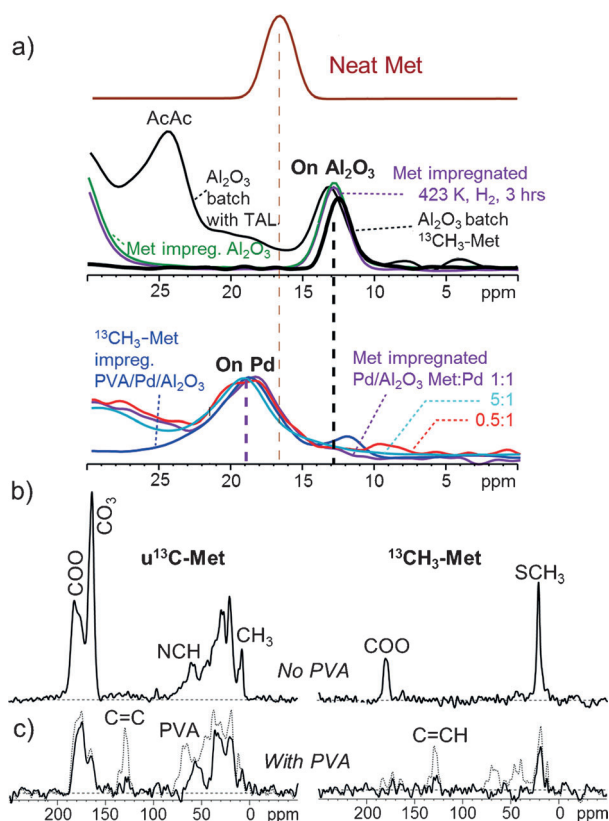 a)
Neat Met
AcAc
Al₂O₃
batch
with TAL
On Al₂O₃
Met impregnated
423 K, H₂, 3 hrs
Al₂O₃ batch
¹³CH₃-Met
Met impreg. Al₂O₃
25 20 15 10 5 ppm
¹³CH₃-Met
impreg.
PVA/Pd/Al₂O₃
On Pd
Met impregnated
Pd/Al₂O₃ Met:Pd 1:1
5:1
0.5:1
25 20 15 10 5 ppm
b)
COO
CO₃
u¹³C-Met
NCH
CH₃
No PVA
¹³CH₃-Met
COO
SCH₃
c)
C=C
PVA
With PVA
C=CH
200 150 100 50 0 ppm
200 150 100 50 0 ppm